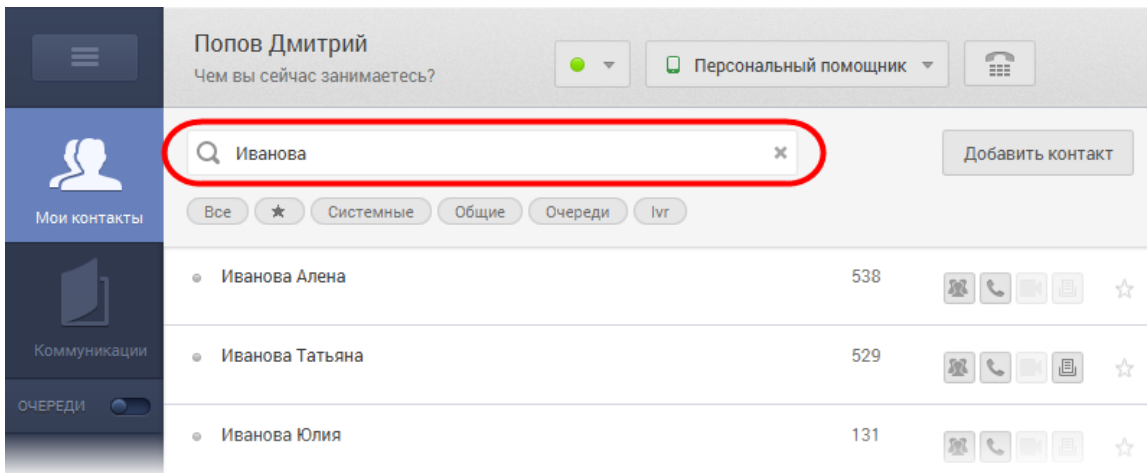 Попов Дмитрий
Чем вы сейчас занимаетесь?
Персональный помощник
Иванова
Добавить контакт
Мои контакты
Все
Системные
Общие
Очереди
Ivr
Иванова Алена 538
Коммуникации
Иванова Татьяна 529
ОЧЕРЕДИ
Иванова Юлия 131